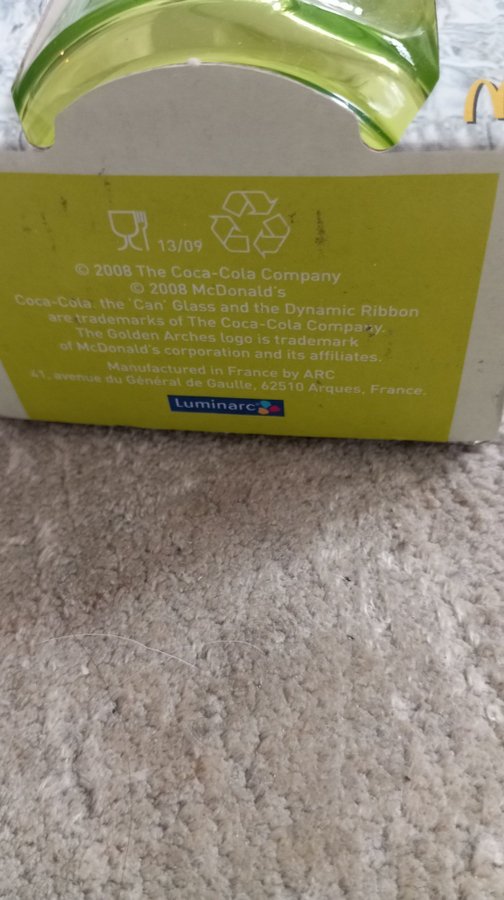 13/09
© 2008 The Coca-Cola Company
© 2008 McDonald's
Coca-Cola, the 'Can' Glass and the Dynamic Ribbon
are trademarks of The Coca-Cola Company.
The Golden Arches logo is trademark
of McDonald's corporation and its affiliates.
Manufactured in France by ARC
41, avenue du Général de Gaulle, 62510 Arques, France.
Luminarc